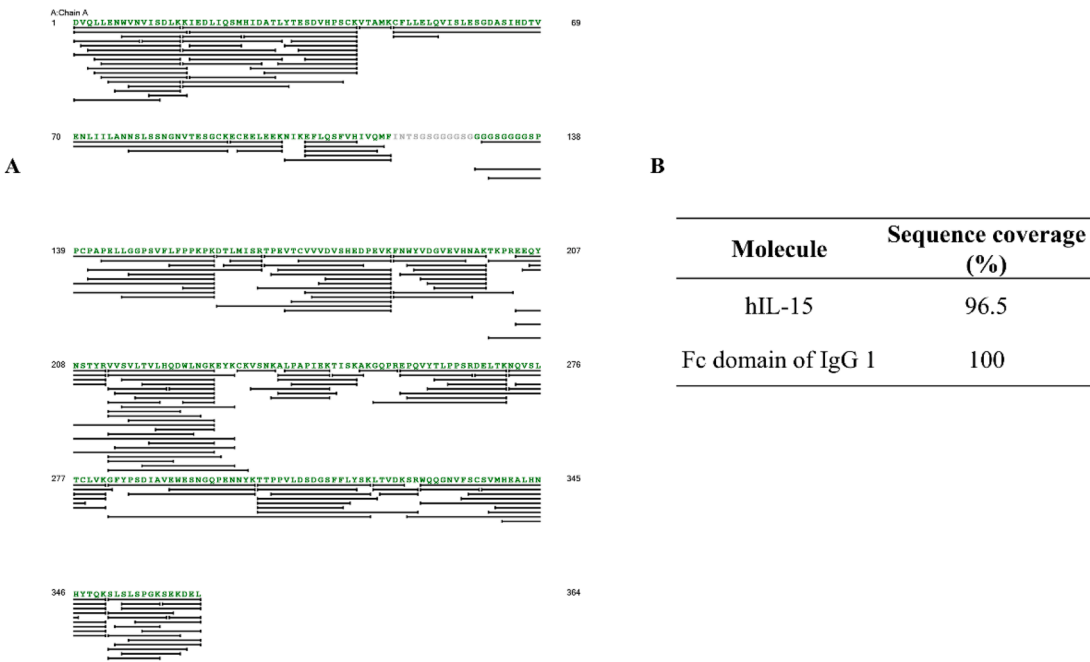 A:Chain A
1 DVQLLENWVNVISDLKKIEDLIQSMHIDATLYTESDVHPSCKVTAMKCFLLELQVISLESGDASIHDTV 69
70 ENLIILANNSLSSNGNVTESGCKECEELEEKNIKEFLQSFVHIVQMFINTSGSGGGGSGGGGSGGGGSP 138
A
139 PCPAPELLGGPSVFLFPPKPKDTLMISRTPEVTCVVVDVSHEDPEVKFNWYVDGVEVHNAKTKPREEQY 207
208 NSTYRVVSVLTVLHQDWLNGKEYKCKVSNKALPAPIEKTISKAKGQPREPQVYTLPPSRDELTKNQVSL 276
277 TCLVKGFYPSDIAVEWESNGQPENNYKTTPPVLDSDGSFFLYSKLTVDKSRWQQGNVFSCSVMHEALHN 345
346 HYTQKSLSLSPGKSEKDEL 364
B
Molecule Sequence coverage
(%)
hIL-15 96.5
Fc domain of IgG 1 100